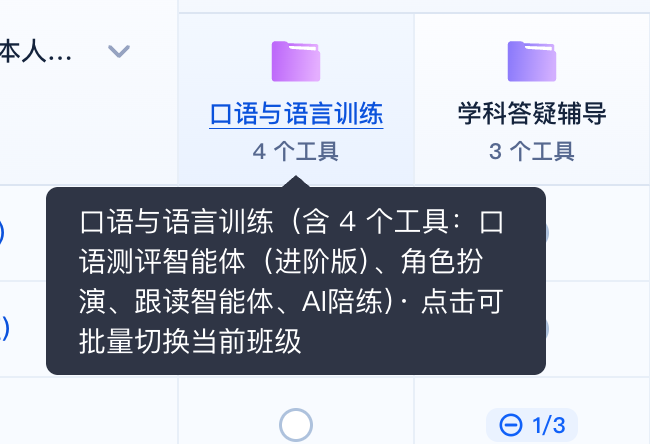 本人...
口语与语言训练
4 个工具
学科答疑辅导
3 个工具
口语与语言训练（含 4 个工具：口
语测评智能体（进阶版）、角色扮
演、跟读智能体、AI陪练）· 点击可
批量切换当前班级
)
)
1/3